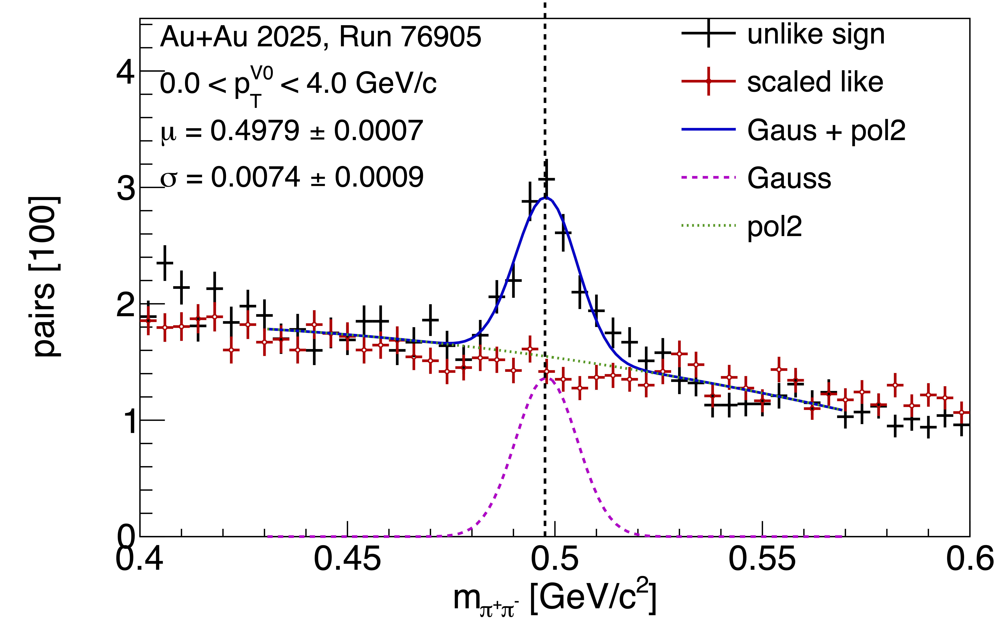 Au+Au 2025, Run 76905
0.0 < p_T^V0 < 4.0 GeV/c
μ = 0.4979 ± 0.0007
σ = 0.0074 ± 0.0009
unlike sign
scaled like
Gaus + pol2
Gauss
pol2
pairs [100]
4
3
2
1
0
0.4 0.45 0.5 0.55 0.6
m_π⁺π⁻ [GeV/c²]